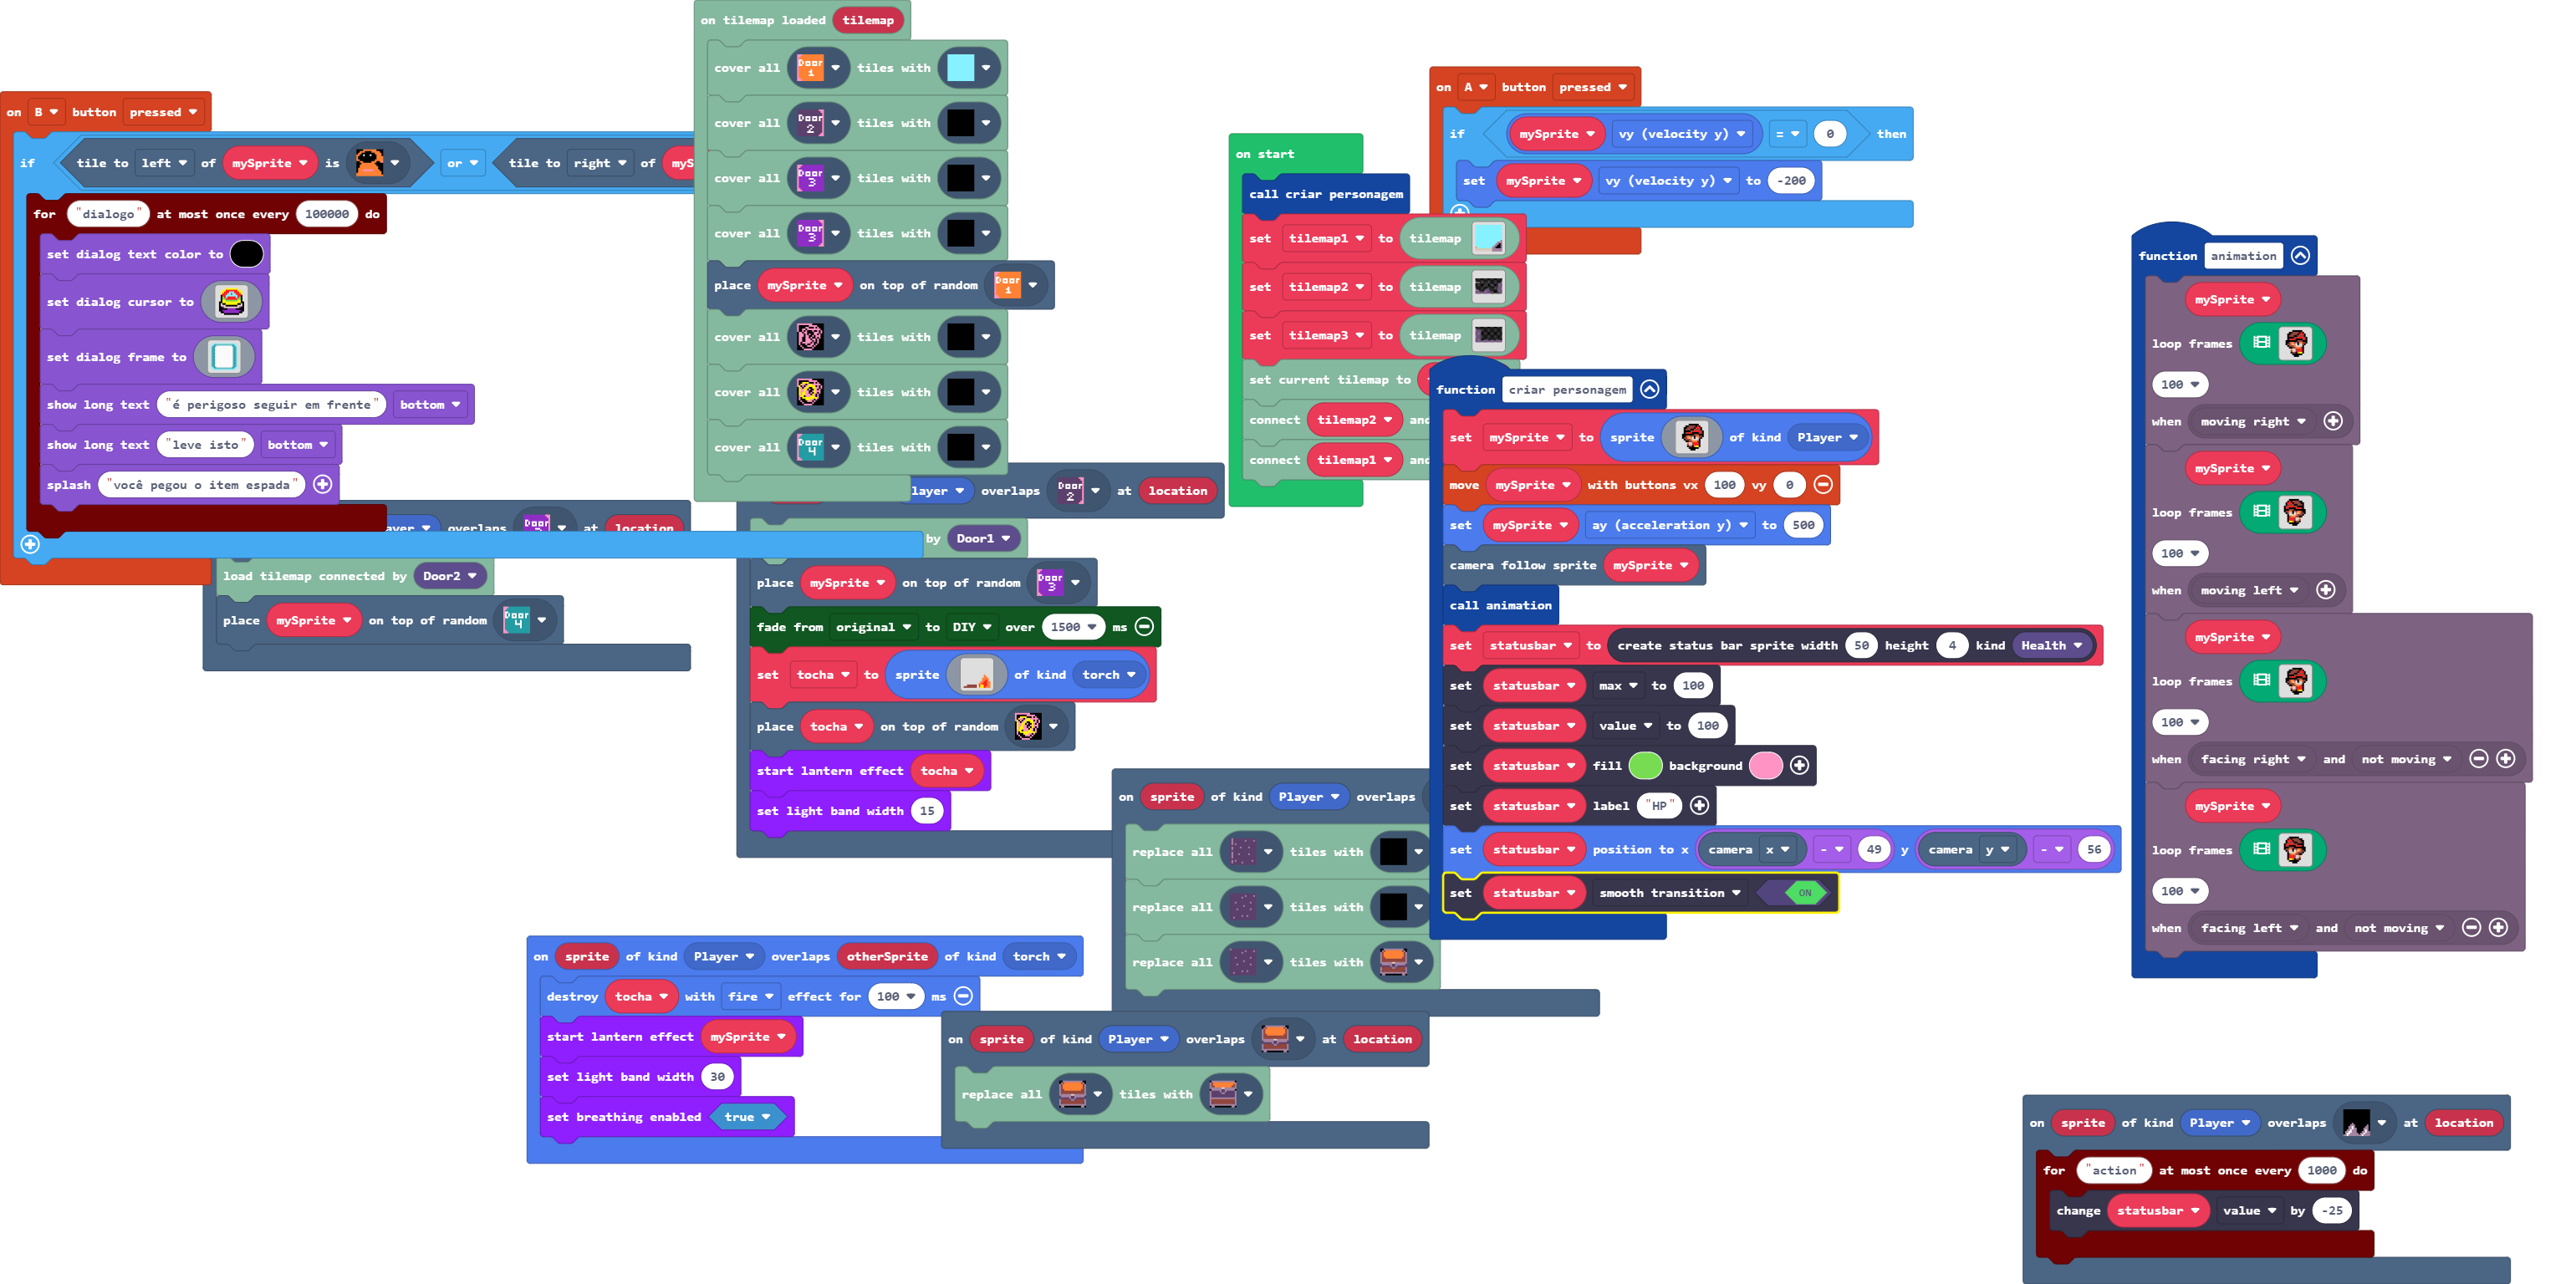 on tilemap loaded tilemap
cover all Door 1 tiles with
cover all Door 2 tiles with
cover all Door 3 tiles with
cover all Door 3 tiles with
place mySprite on top of random Door 1
cover all tiles with
cover all tiles with
cover all Door 4 tiles with
on B button pressed
if tile to left of mySprite is or tile to right of
for "dialogo" at most once every 100000 do
set dialog text color to
set dialog cursor to
set dialog frame to
show long text "é perigoso seguir em frente" bottom
show long text "leve isto" bottom
splash "você pegou o item espada"
overlaps at location
load tilemap connected by Door2
place mySprite on top of random Door 4
overlaps Door 2 at location
by Door1
place mySprite on top of random Door 3
fade from original to DIY over 1500 ms
set tocha to sprite of kind torch
place tocha on top of random
start lantern effect tocha
set light band width 15
on start
call criar personagem
set tilemap1 to tilemap
set tilemap2 to tilemap
set tilemap3 to tilemap
set current tilemap to
connect tilemap2
connect tilemap1
on A button pressed
if mySprite vy (velocity y) = 0 then
set mySprite vy (velocity y) to -200
function criar personagem
set mySprite to sprite of kind Player
move mySprite with buttons vx 100 vy 0
set mySprite ay (acceleration y) to 500
camera follow sprite mySprite
call animation
set statusbar to create status bar sprite width 50 height 4 kind Health
set statusbar max to 100
set statusbar value to 100
set statusbar fill background
set statusbar label "HP"
set statusbar position to x camera x - 49 y camera y - 56
set statusbar smooth transition ON
function animation
mySprite
loop frames
100
when moving right
mySprite
loop frames
100
when moving left
mySprite
loop frames
100
when facing right and not moving
mySprite
loop frames
100
when facing left and not moving
on sprite of kind Player overlaps
replace all tiles with
replace all tiles with
replace all tiles with
on sprite of kind Player overlaps otherSprite of kind torch
destroy tocha with fire effect for 100 ms
start lantern effect mySprite
set light band width 30
set breathing enabled true
on sprite of kind Player overlaps at location
replace all tiles with
on sprite of kind Player overlaps at location
for "action" at most once every 1000 do
change statusbar value by -25